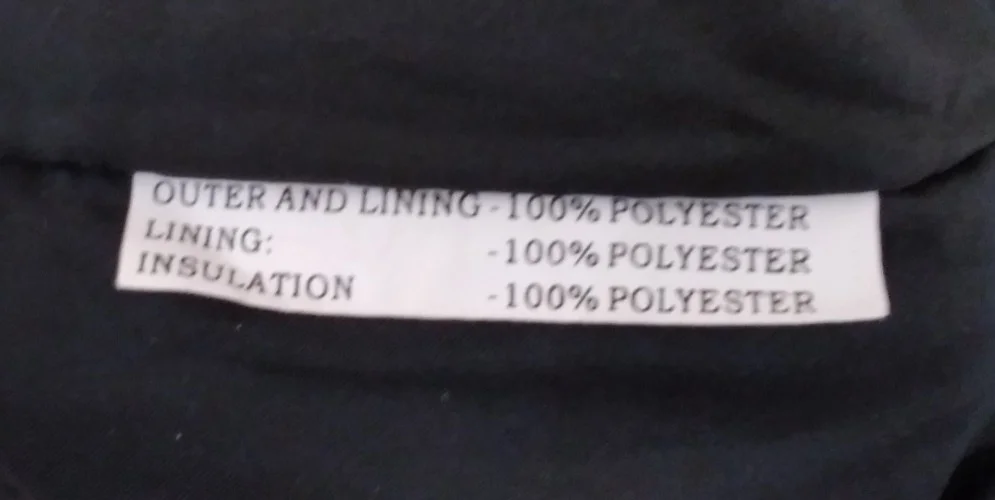 OUTER AND LINING - 100% POLYESTER
LINING: - 100% POLYESTER
INSULATION - 100% POLYESTER